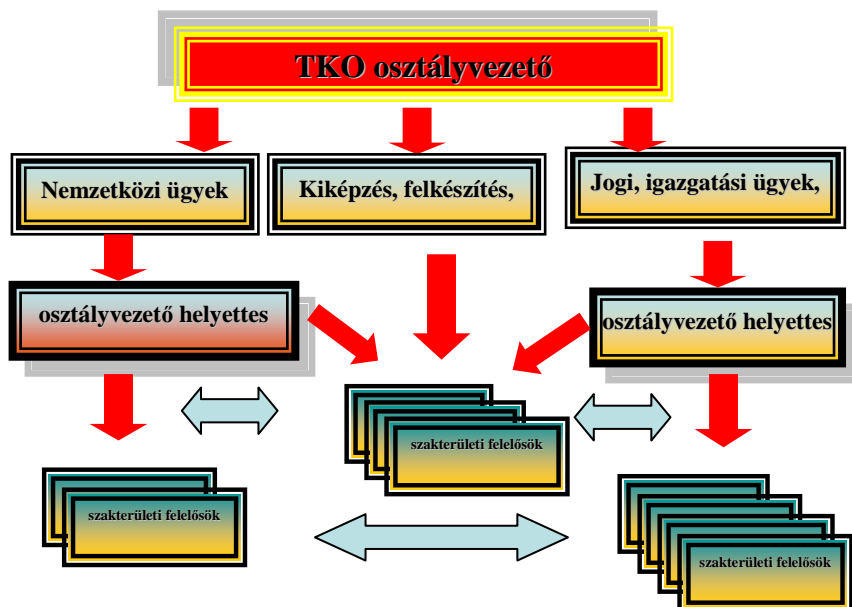 TKO osztályvezető
Nemzetközi ügyek
Kiképzés, felkészítés,
Jogi, igazgatási ügyek,
osztályvezető helyettes
osztályvezető helyettes
szakterületi felelősök
szakterületi felelősök
szakterületi felelősök